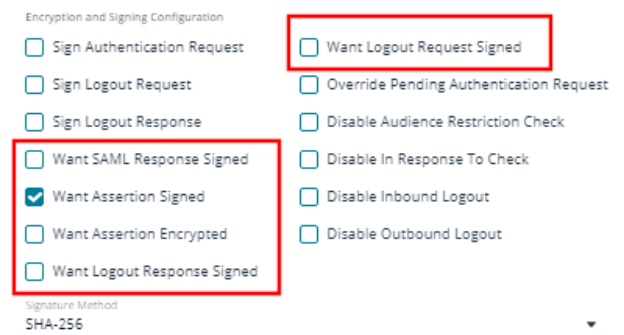 Encryption and Signing Configuration
Sign Authentication Request
Want Logout Request Signed
Sign Logout Request
Override Pending Authentication Request
Sign Logout Response
Disable Audience Restriction Check
Want SAML Response Signed
Disable In Response To Check
Want Assertion Signed
Disable Inbound Logout
Want Assertion Encrypted
Disable Outbound Logout
Want Logout Response Signed
Signature Method
SHA-256